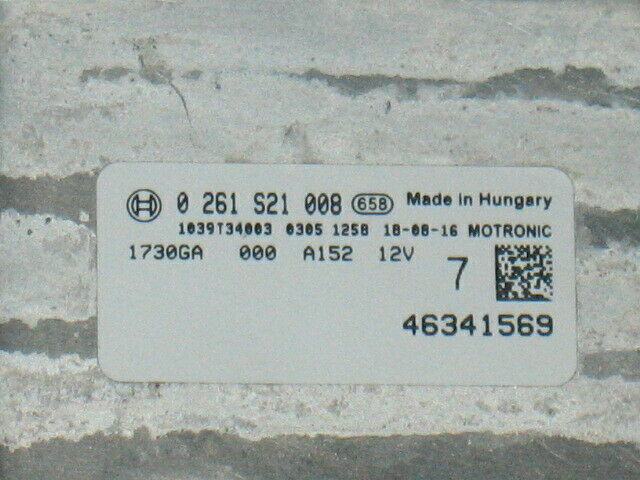 0 261 S21 008 658 Made in Hungary
1039T34003 0305 1258 18-08-16 MOTRONIC
1730GA 000 A152 12V
7
46341569